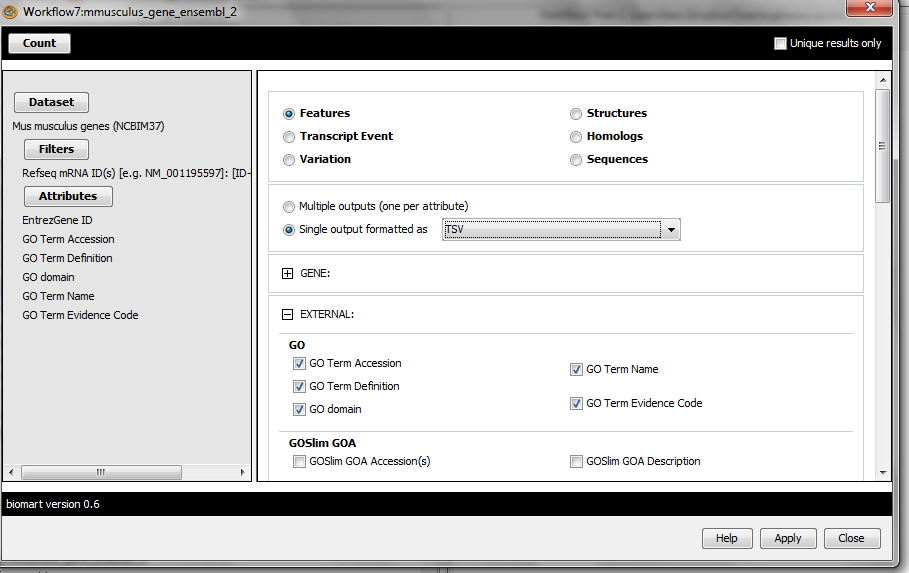 Workflow7:mmusculus_gene_ensembl_2
Count
Unique results only
Dataset
Mus musculus genes (NCBIM37)
Filters
Refseq mRNA ID(s) [e.g. NM_001195597]: [ID-
Attributes
EntrezGene ID
GO Term Accession
GO Term Definition
GO domain
GO Term Name
GO Term Evidence Code
Features
Structures
Transcript Event
Homologs
Variation
Sequences
Multiple outputs (one per attribute)
Single output formatted as TSV
GENE:
EXTERNAL:
GO
GO Term Accession
GO Term Name
GO Term Definition
GO Term Evidence Code
GO domain
GOSlim GOA
GOSlim GOA Accession(s)
GOSlim GOA Description
biomart version 0.6
Help Apply Close